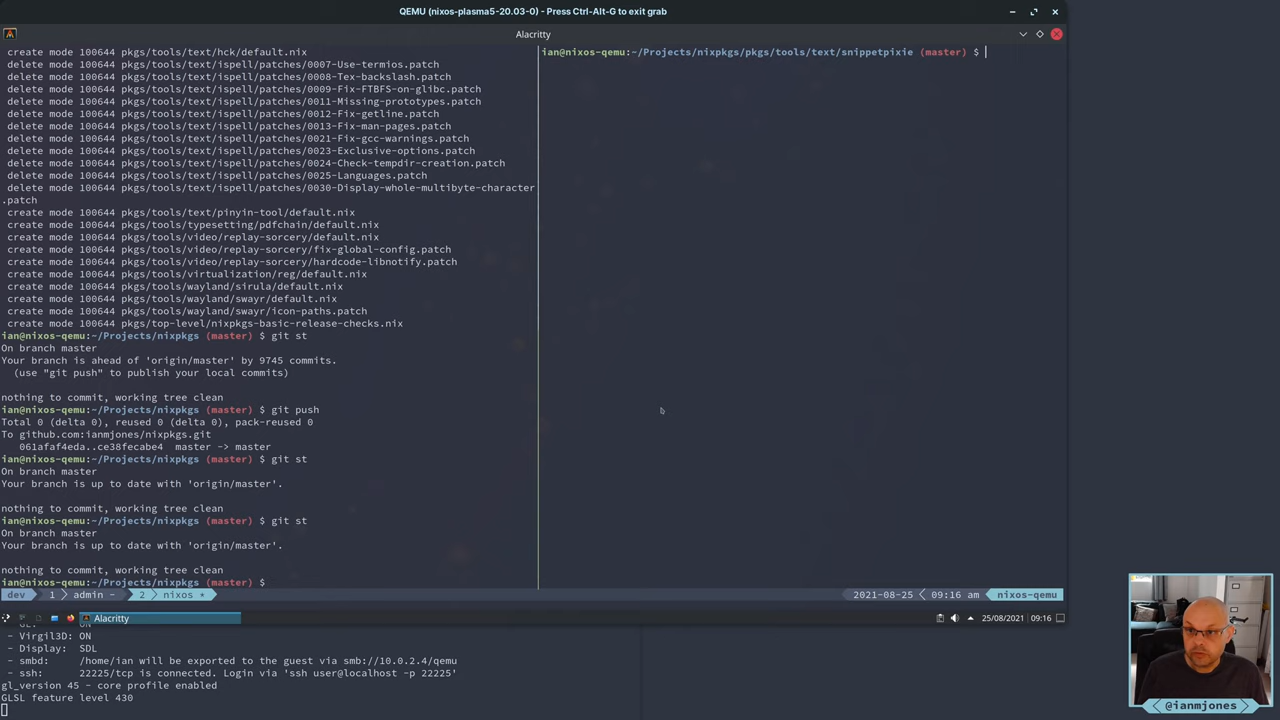 QEMU (nixos-plasma5-20.03-0) - Press Ctrl-Alt-G to exit grab
Alacritty
create mode 100644 pkgs/tools/text/hck/default.nix
delete mode 100644 pkgs/tools/text/ispell/patches/0007-Use-termios.patch
delete mode 100644 pkgs/tools/text/ispell/patches/0008-Tex-backslash.patch
delete mode 100644 pkgs/tools/text/ispell/patches/0009-Fix-FTBFS-on-glibc.patch
delete mode 100644 pkgs/tools/text/ispell/patches/0011-Missing-prototypes.patch
delete mode 100644 pkgs/tools/text/ispell/patches/0012-Fix-getline.patch
delete mode 100644 pkgs/tools/text/ispell/patches/0013-Fix-man-pages.patch
delete mode 100644 pkgs/tools/text/ispell/patches/0021-Fix-gcc-warnings.patch
delete mode 100644 pkgs/tools/text/ispell/patches/0023-Exclusive-options.patch
delete mode 100644 pkgs/tools/text/ispell/patches/0024-Check-tempdir-creation.patch
delete mode 100644 pkgs/tools/text/ispell/patches/0025-Languages.patch
delete mode 100644 pkgs/tools/text/ispell/patches/0030-Display-whole-multibyte-character
.patch
create mode 100644 pkgs/tools/text/pinyin-tool/default.nix
create mode 100644 pkgs/tools/typesetting/pdfchain/default.nix
create mode 100644 pkgs/tools/video/replay-sorcery/default.nix
create mode 100644 pkgs/tools/video/replay-sorcery/fix-global-config.patch
create mode 100644 pkgs/tools/video/replay-sorcery/hardcode-libnotify.patch
create mode 100644 pkgs/tools/virtualization/reg/default.nix
create mode 100644 pkgs/tools/wayland/sirula/default.nix
create mode 100644 pkgs/tools/wayland/swayr/default.nix
create mode 100644 pkgs/tools/wayland/swayr/icon-paths.patch
create mode 100644 pkgs/top-level/nixpkgs-basic-release-checks.nix
ian@nixos-qemu:~/Projects/nixpkgs (master) $ git st
On branch master
Your branch is ahead of 'origin/master' by 9745 commits.
(use "git push" to publish your local commits)
nothing to commit, working tree clean
ian@nixos-qemu:~/Projects/nixpkgs (master) $ git push
Total 0 (delta 0), reused 0 (delta 0), pack-reused 0
To github.com:ianmjones/nixpkgs.git
061afaf4eda..ce38fecabe4 master -> master
ian@nixos-qemu:~/Projects/nixpkgs (master) $ git st
On branch master
Your branch is up to date with 'origin/master'.
nothing to commit, working tree clean
ian@nixos-qemu:~/Projects/nixpkgs (master) $ git st
On branch master
Your branch is up to date with 'origin/master'.
nothing to commit, working tree clean
ian@nixos-qemu:~/Projects/nixpkgs (master) $
ian@nixos-qemu:~/Projects/nixpkgs/pkgs/tools/text/snippetpixie (master) $
dev 1 admin - 2 nixos * 2021-08-25 09:16 am nixos-qemu
Alacritty 25/08/2021 09:16
- Virgil3D: ON
- Display: SDL
- smbd: /home/ian will be exported to the guest via smb://10.0.2.4/qemu
- ssh: 22225/tcp is connected. Login via 'ssh user@localhost -p 22225'
gl_version 45 - core profile enabled
GLSL feature level 430
@ianmjones